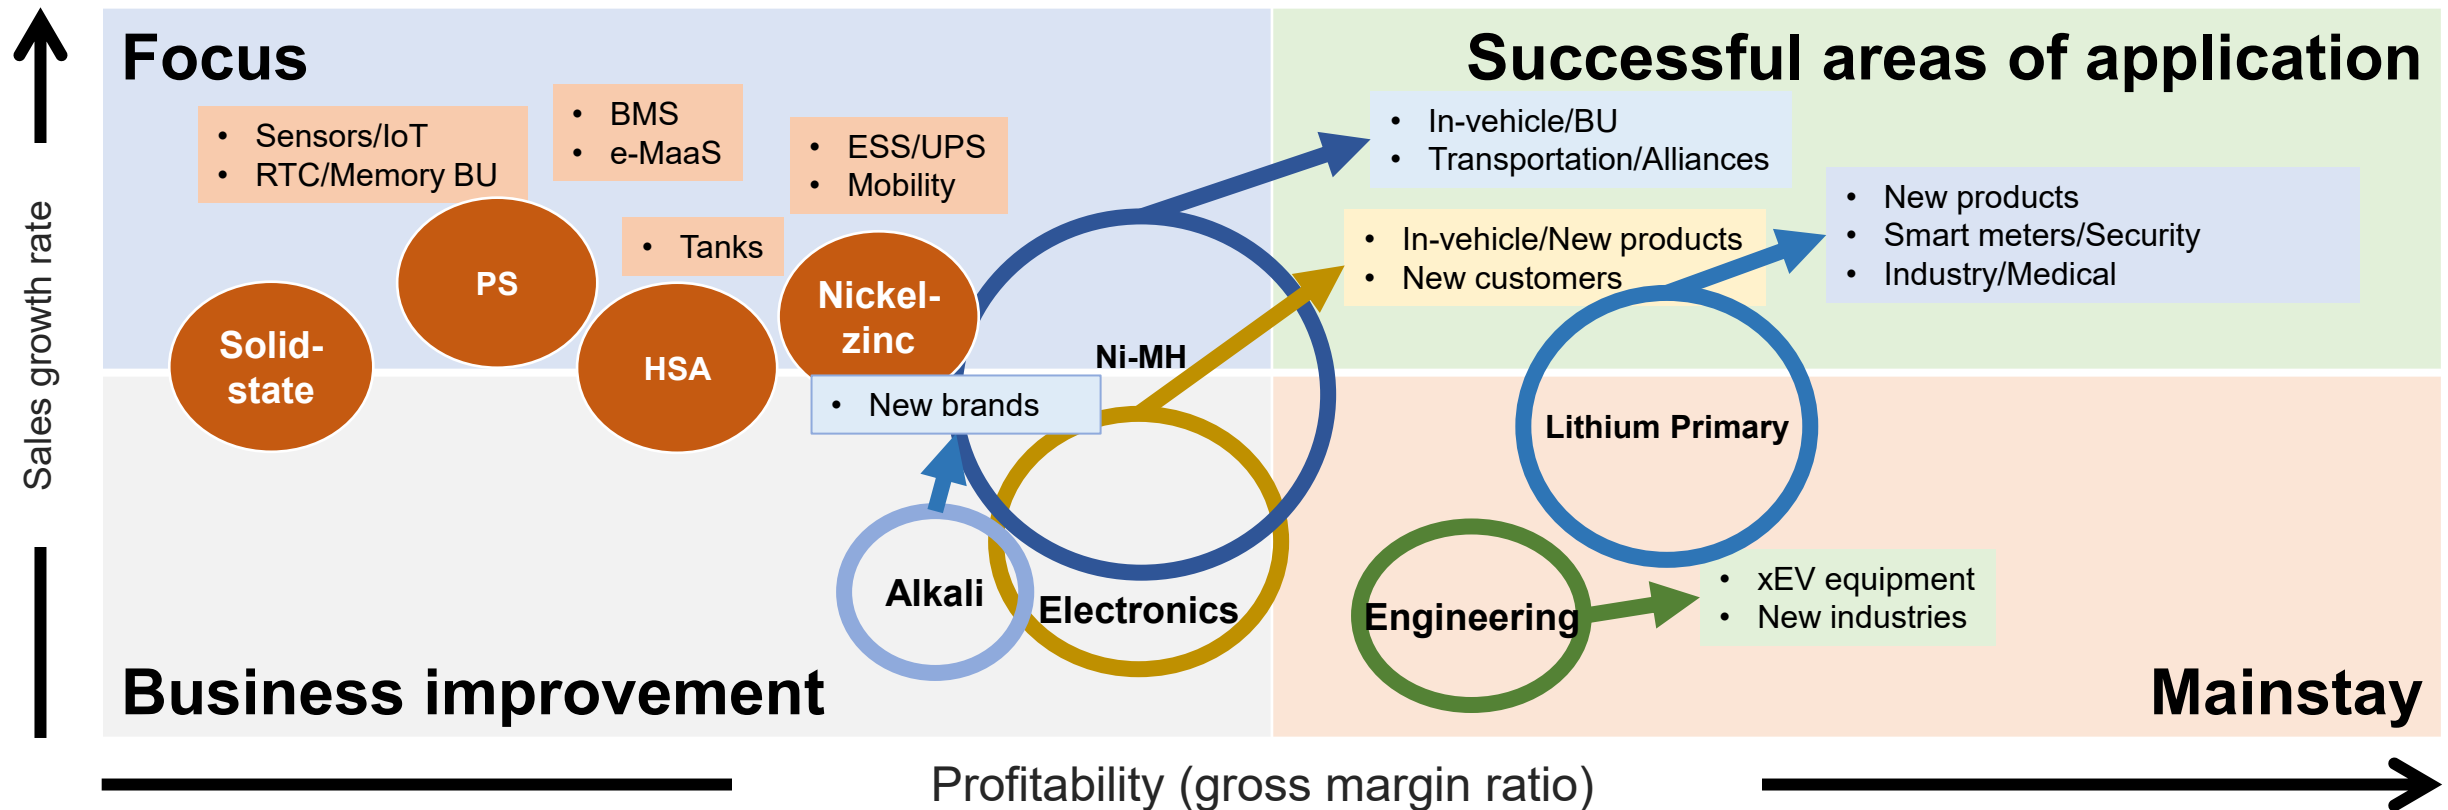 Focus
Successful areas of application
• Sensors/IoT
• RTC/Memory BU
• BMS
• e-MaaS
• ESS/UPS
• Mobility
• Tanks
• In-vehicle/BU
• Transportation/Alliances
• New products
• Smart meters/Security
• Industry/Medical
• In-vehicle/New products
• New customers
Sales growth rate
Solid-
state
PS
HSA
Nickel-
zinc
Ni-MH
• New brands
Lithium Primary
Alkali
Electronics
Engineering
• xEV equipment
• New industries
Business improvement
Mainstay
Profitability (gross margin ratio)